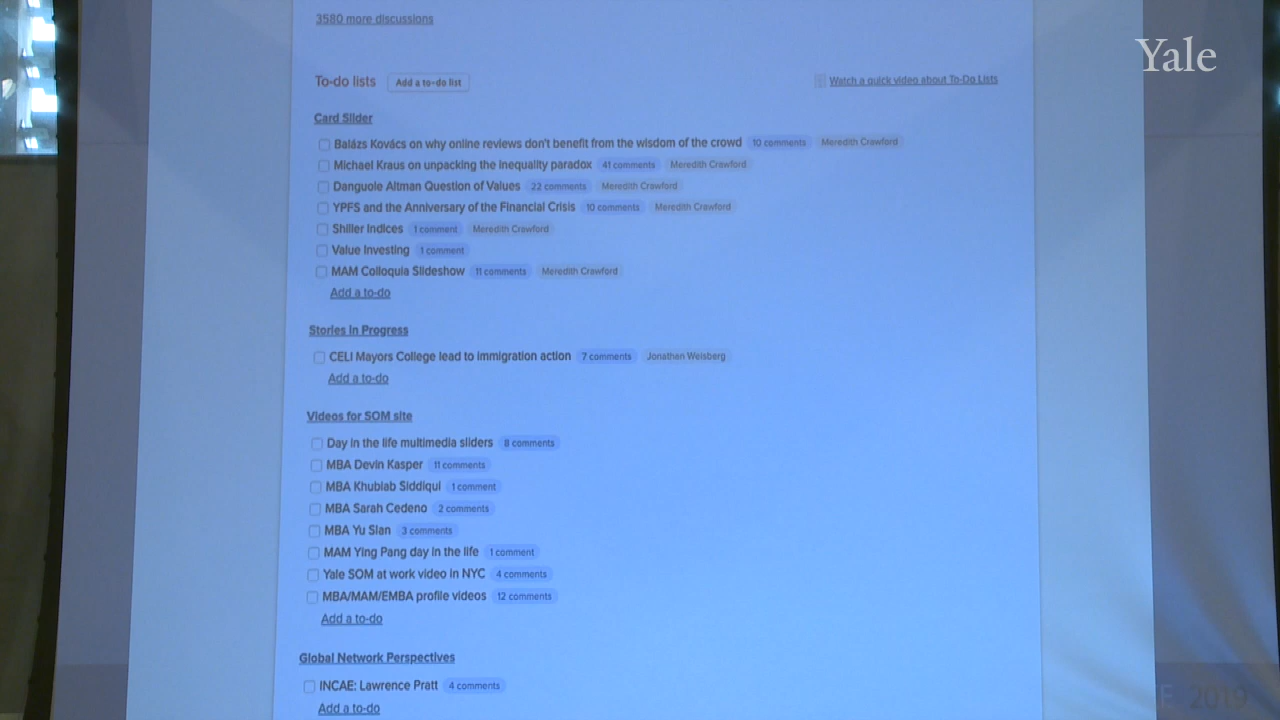 3580 more discussions
Yale
To-do lists Add a to-do list Watch a quick video about To-Do Lists
Card Slider
Balázs Kovács on why online reviews don't benefit from the wisdom of the crowd 10 comments Meredith Crawford
Michael Kraus on unpacking the inequality paradox 41 comments Meredith Crawford
Danguole Altman Question of Values 22 comments Meredith Crawford
YPFS and the Anniversary of the Financial Crisis 10 comments Meredith Crawford
Shiller Indices 1 comment Meredith Crawford
Value Investing 1 comment
MAM Colloquia Slideshow 11 comments Meredith Crawford
Add a to-do
Stories in Progress
CELI Mayors College lead to immigration action 7 comments Jonathan Weisberg
Add a to-do
Videos for SOM site
Day in the life multimedia sliders 8 comments
MBA Devin Kasper 11 comments
MBA Khubiab Siddiqui 1 comment
MBA Sarah Cedeno 2 comments
MBA Yu Sian 3 comments
MAM Ying Pang day in the life 1 comment
Yale SOM at work video in NYC 4 comments
MBA/MAM/EMBA profile videos 12 comments
Add a to-do
Global Network Perspectives
INCAE: Lawrence Pratt 4 comments
Add a to-do
2019